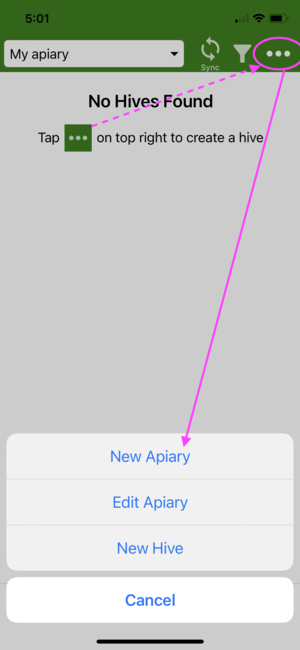 5:01
My apiary
Sync
No Hives Found
Tap ••• on top right to create a hive
New Apiary
Edit Apiary
New Hive
Cancel